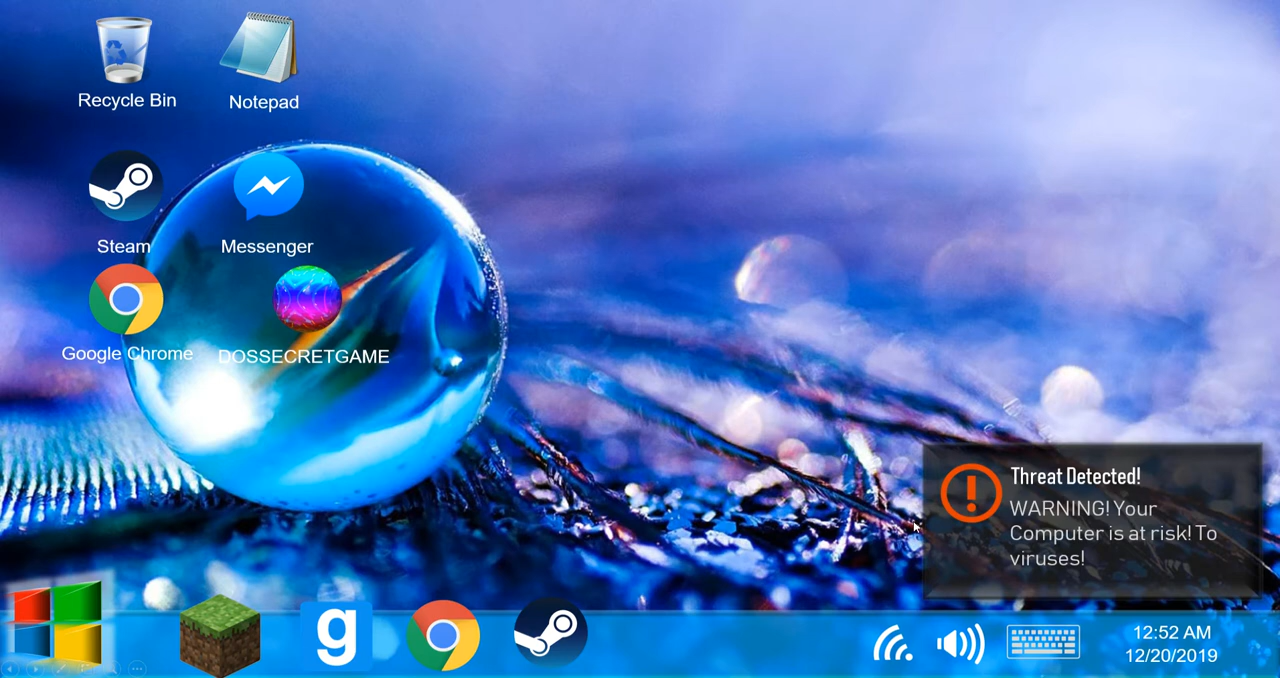 Recycle Bin
Notepad
Steam
Messenger
Google Chrome
DOSSECRETGAME
Threat Detected!
WARNING! Your
Computer is at risk! To
viruses!
g
12:52 AM
12/20/2019